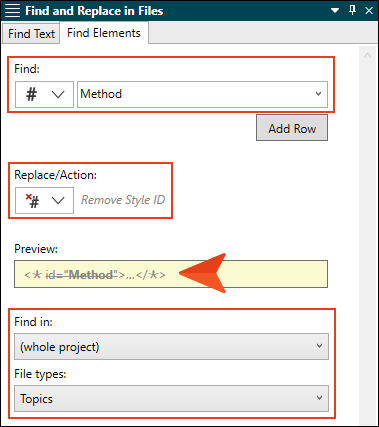 Find and Replace in Files
Find Text Find Elements
Find:
# Method
Add Row
Replace/Action:
# Remove Style ID
Preview:
<* id="Method">...</*>
Find in:
(whole project)
File types:
Topics